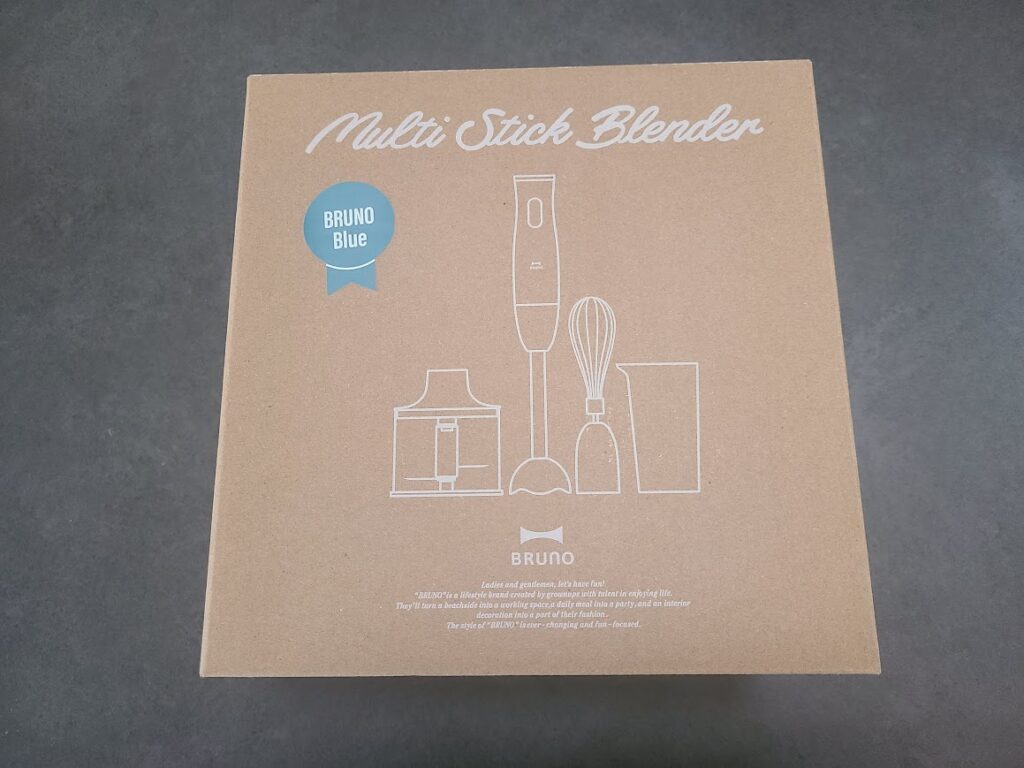 Multi Stick Blender
BRUNO
Blue
BRUNO
BRUNO
Ladies and gentlemen, let's have fun!
"BRUNO"is a lifestyle brand created by grownups with talent in enjoying life.
They'll turn a beachside into a working space,a daily meal into a party, and an interior
decoration into a part of their fashion.
The style of "BRUNO"is ever-changing and fun-focused.